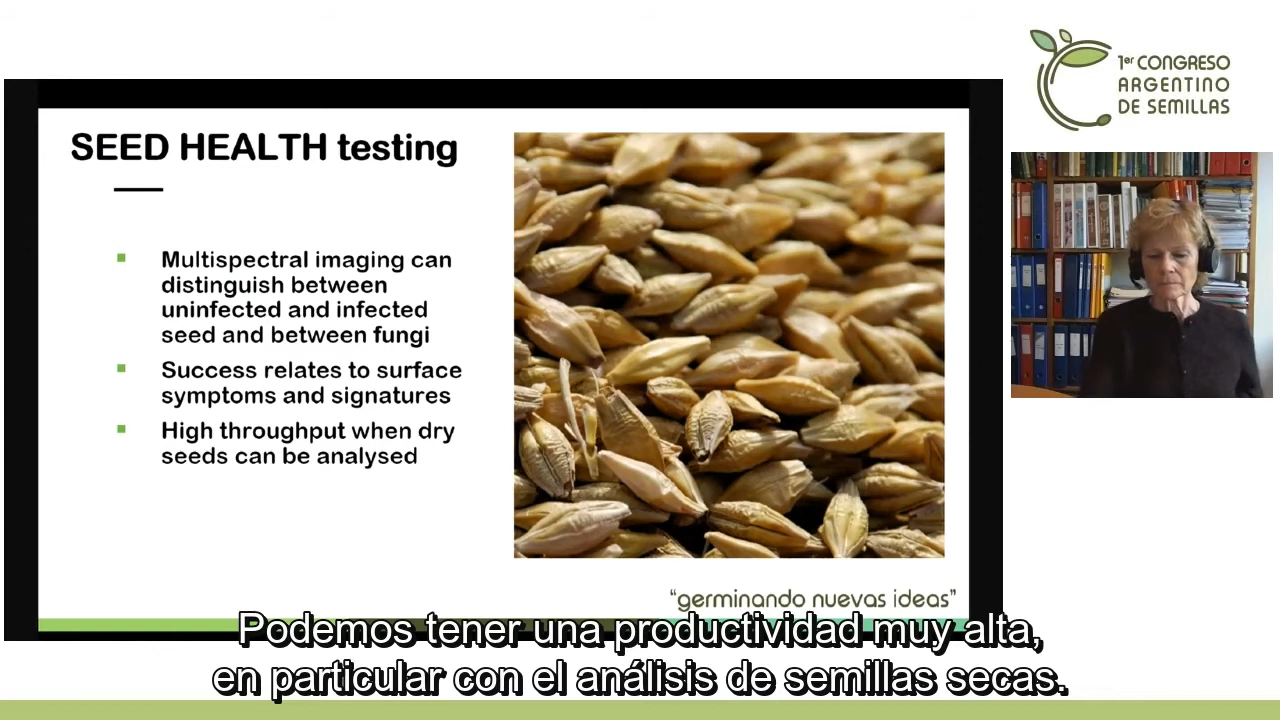 1er CONGRESO
ARGENTINO
DE SEMILLAS
SEED HEALTH testing
Multispectral imaging can
distinguish between
uninfected and infected
seed and between fungi
Success relates to surface
symptoms and signatures
High throughput when dry
seeds can be analysed
“germinando nuevas ideas”
Podemos tener una productividad muy alta,
en particular con el análisis de semillas secas.